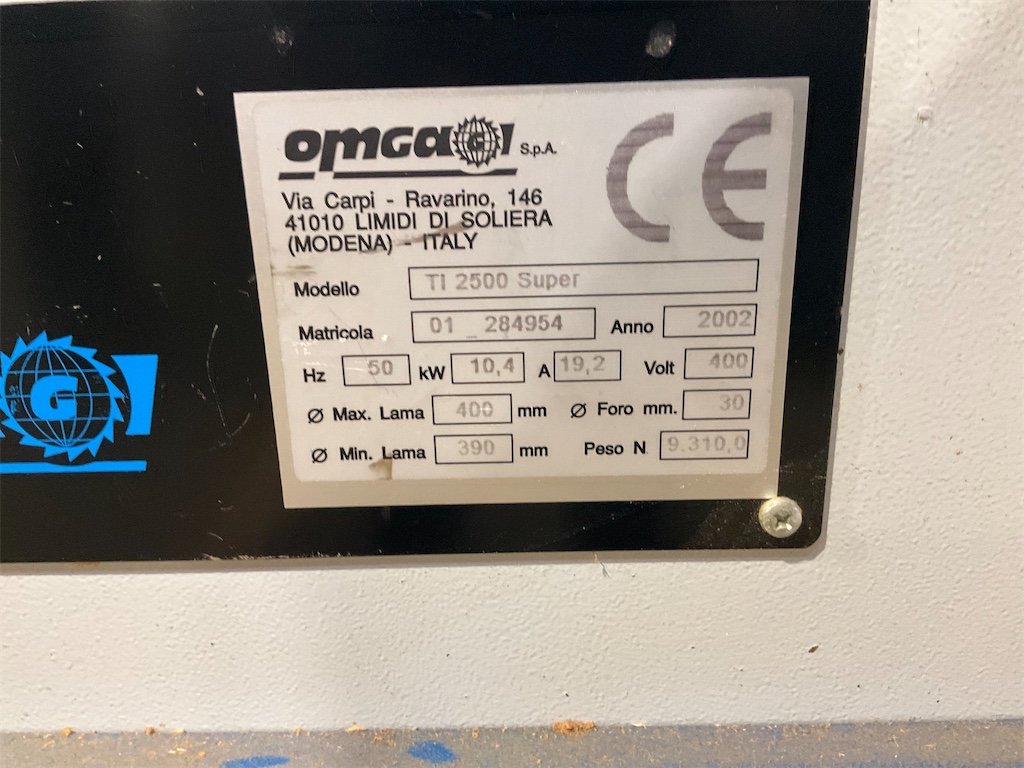 OMGA G S.p.A.
Via Carpi - Ravarino, 146
41010 LIMIDI DI SOLIERA
(MODENA) - ITALY
CE
Modello TI 2500 Super
Matricola 01_284954 Anno 2002
Hz 50 kW 10,4 A 19,2 Volt 400
Ø Max. Lama 400 mm Ø Foro mm. 30
Ø Min. Lama 390 mm Peso N 9.310,0
G